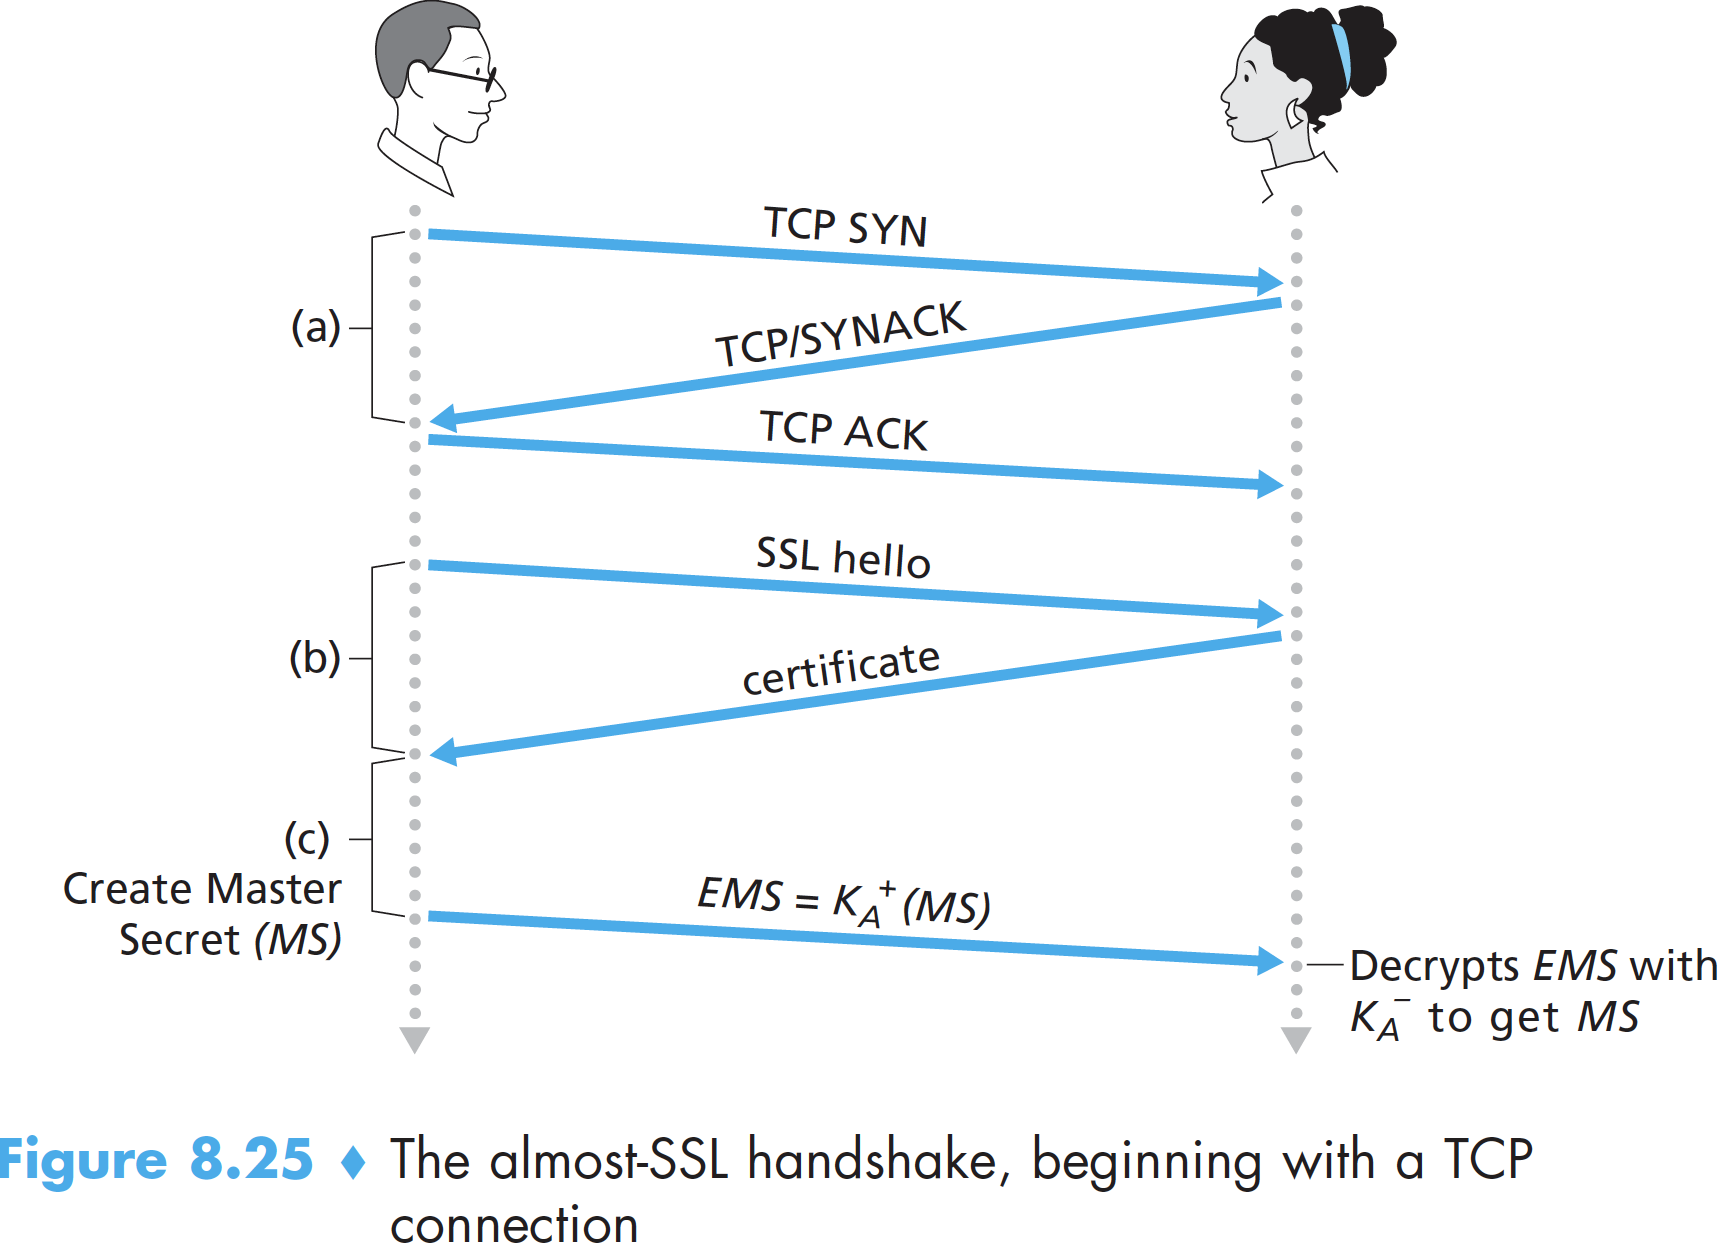 TCP SYN
(a)
TCP/SYNACK
TCP ACK
SSL hello
(b)
certificate
(c)
Create Master
Secret (MS)
EMS = K_A^+(MS)
Decrypts EMS with
K_A^− to get MS
Figure 8.25 ♦ The almost-SSL handshake, beginning with a TCP
connection